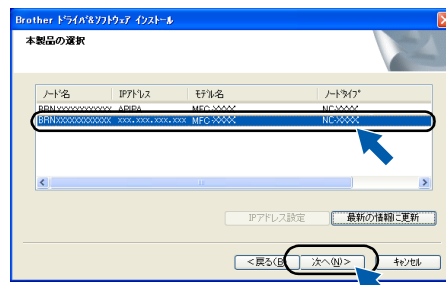 Brother ドライバ&ソフトウェア インストール
本製品の選択
ノード名 IPアドレス モデル名 ノードタイプ
BRNXXXXXXXXXXXX APIPA MFC-XXXX NC-XXXX
BRNXXXXXXXXXXXX xxx.xxx.xxx.xxx MFC-XXXX NC-XXXX
IPアドレス設定 最新の情報に更新
<戻る(B) 次へ(N)> キャンセル